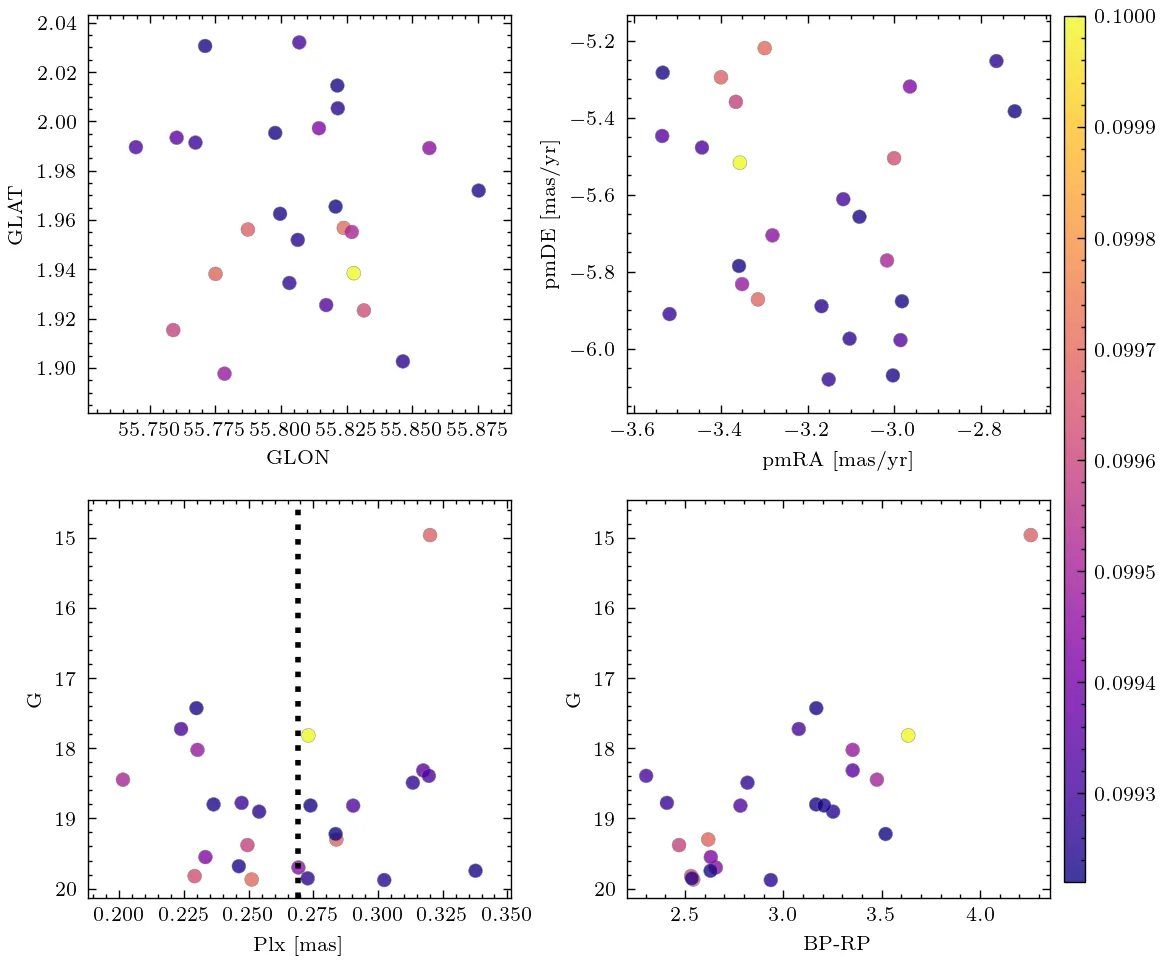 2.04
2.02
2.00
1.98
1.96
1.94
1.92
1.90
GLAT
55.750 55.775 55.800 55.825 55.850 55.875
GLON
−5.2
−5.4
−5.6
−5.8
−6.0
pmDE [mas/yr]
−3.6 −3.4 −3.2 −3.0 −2.8
pmRA [mas/yr]
15
16
17
18
19
20
G
0.200 0.225 0.250 0.275 0.300 0.325 0.350
Plx [mas]
15
16
17
18
19
20
G
2.5 3.0 3.5 4.0
BP-RP
0.1000
0.0999
0.0998
0.0997
0.0996
0.0995
0.0994
0.0993